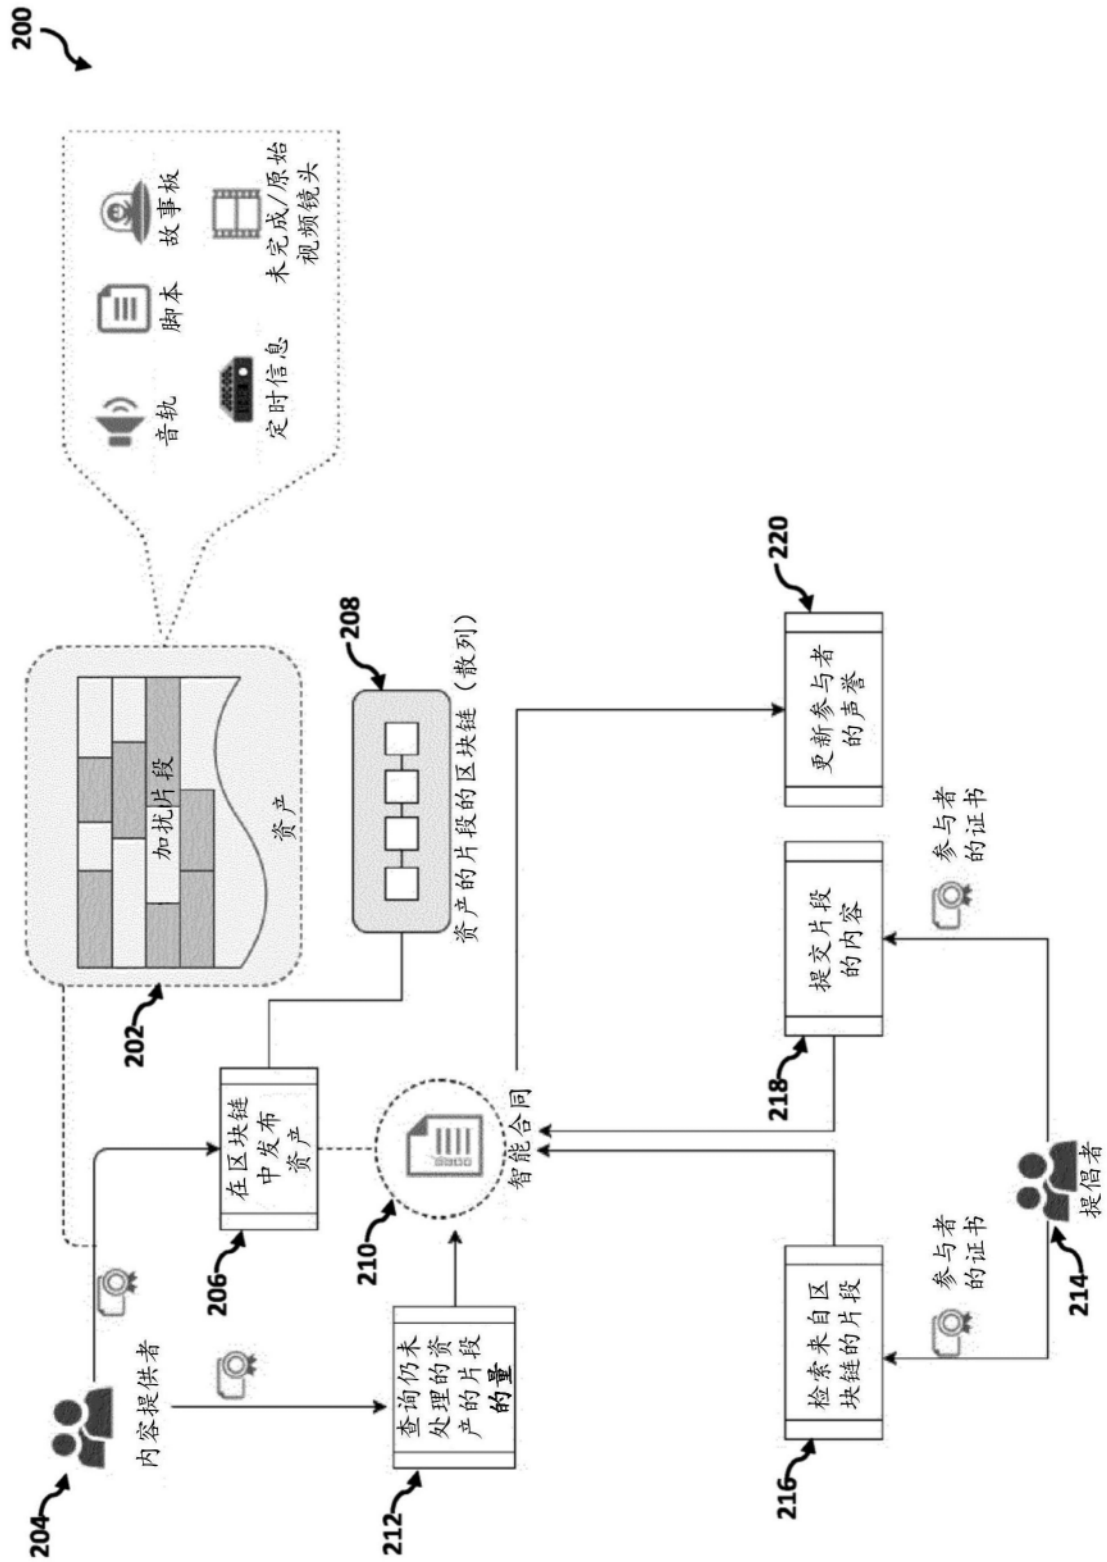 200
音轨
脚本
故事板
定时信息
未完成/原始
视频镜头
加扰片段
资产
202
204
内容提供者
206
在区块链
中发布
资产
208
资产的片段的区块链（散列）
210
智能合同
212
查询仍未
处理的资
产的片段
的量
214
提倡者
参与者
的证书
216
检索来自区
块链的片段
参与者
的证书
218
提交片段
的内容
220
更新参与者
的声誉